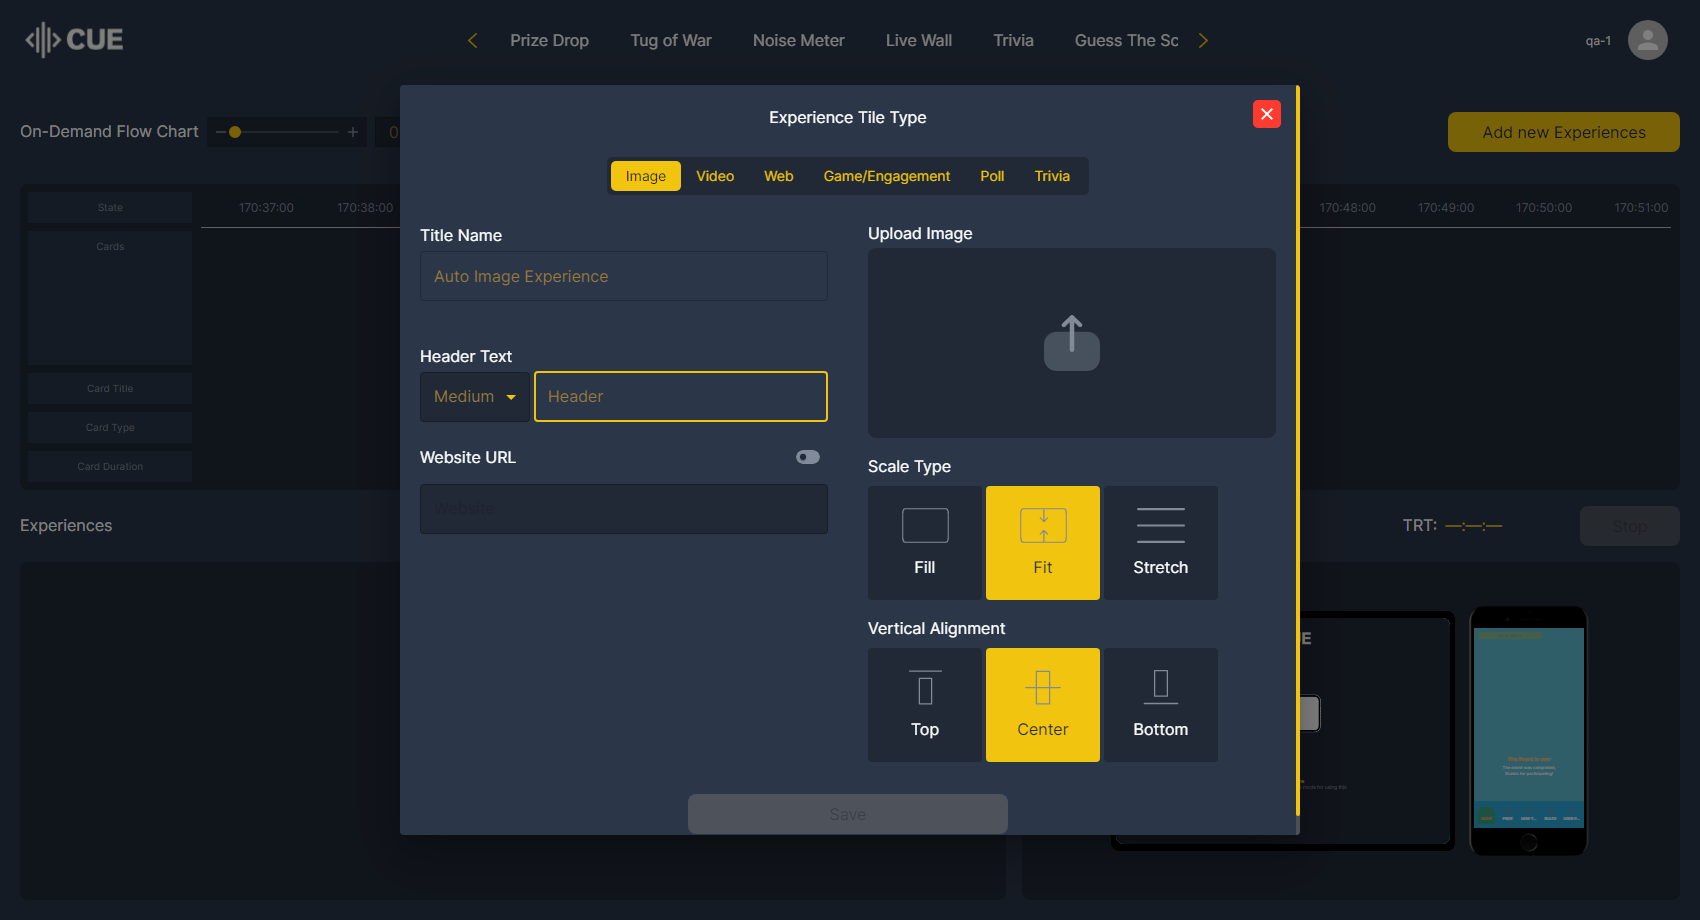 CUE
Prize Drop
Tug of War
Noise Meter
Live Wall
Trivia
Guess The Sc
qa-1
Experience Tile Type
On-Demand Flow Chart
0
Add new Experiences
Image
Video
Web
Game/Engagement
Poll
Trivia
State
170:37:00
170:38:00
170:48:00
170:49:00
170:50:00
170:51:00
Cards
Card Title
Card Type
Card Duration
Title Name
Auto Image Experience
Header Text
Medium
Header
Website URL
Website
Upload Image
Scale Type
Fill
Fit
Stretch
Vertical Alignment
Top
Center
Bottom
Save
Experiences
TRT: —:—:—
Stop